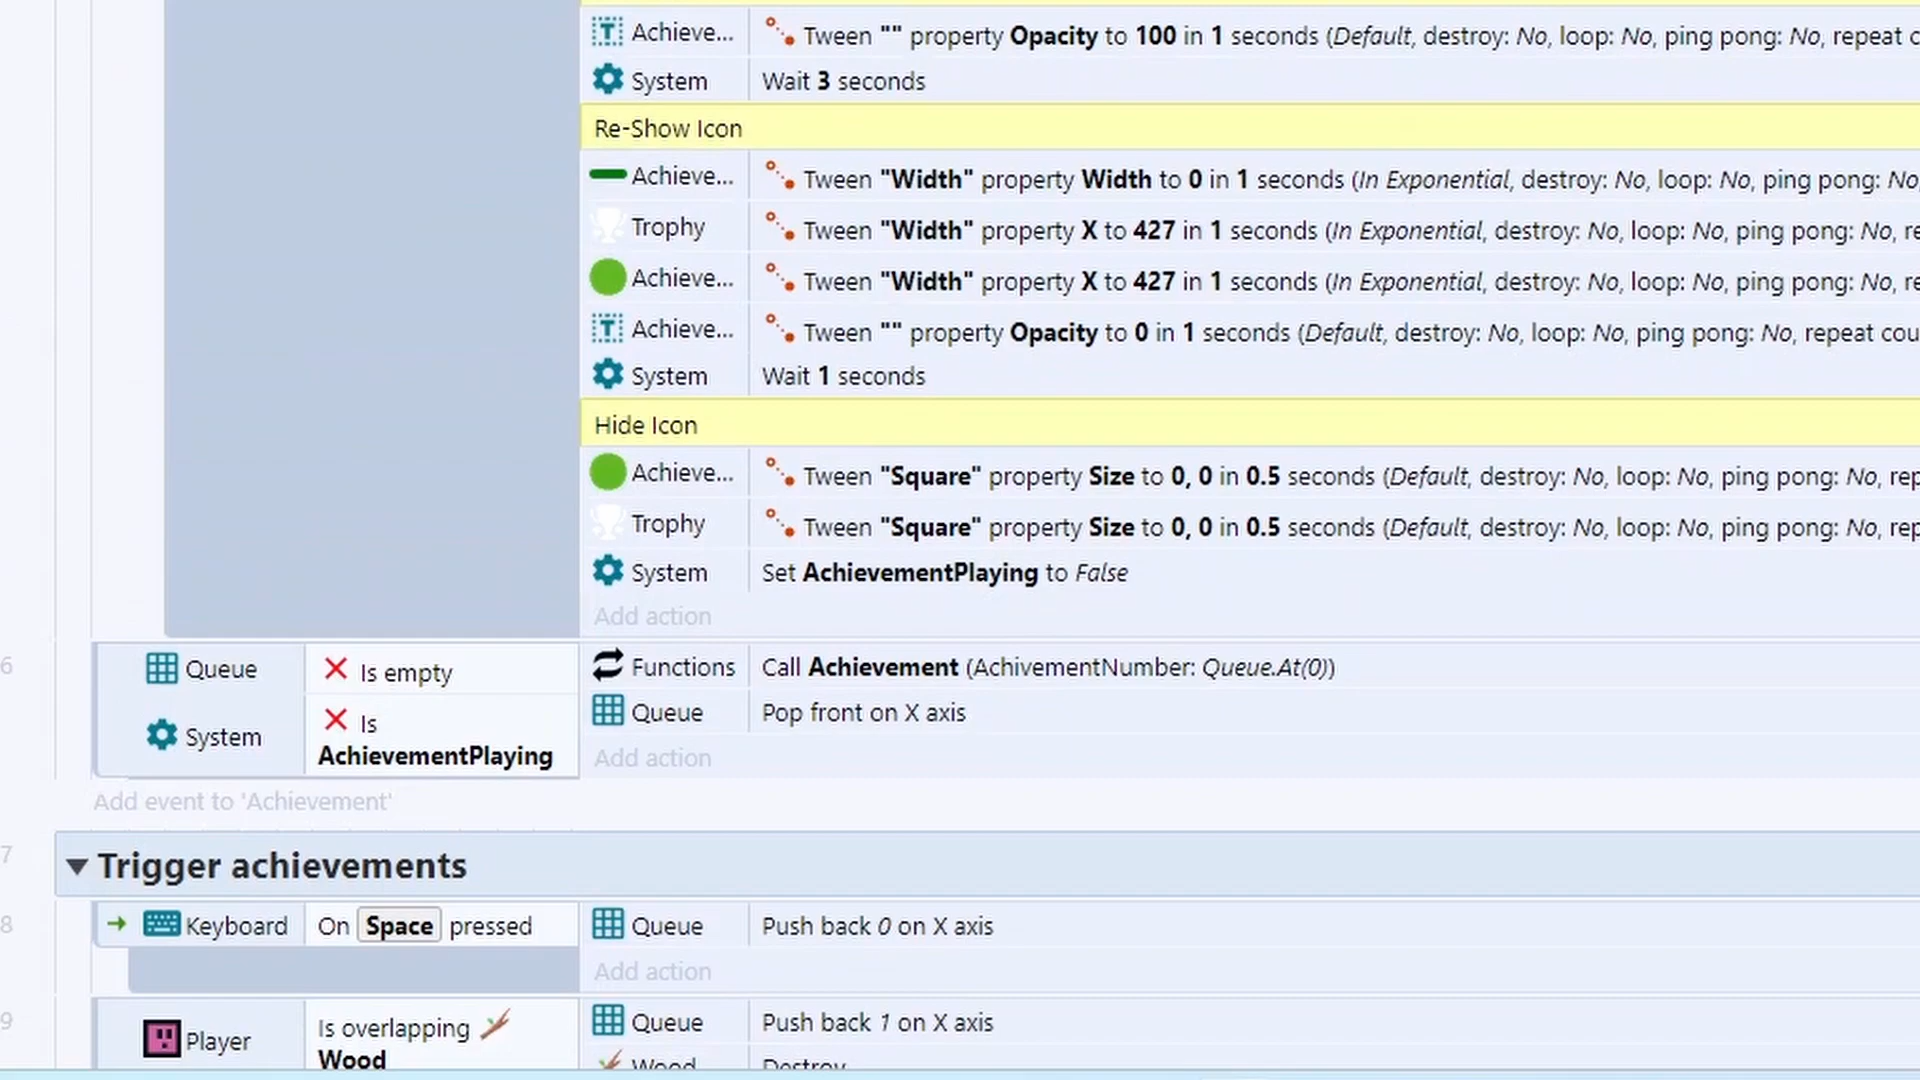 Achieve... Tween "" property Opacity to 100 in 1 seconds (Default, destroy: No, loop: No, ping pong: No, repeat c
System Wait 3 seconds
Re-Show Icon
Achieve... Tween "Width" property Width to 0 in 1 seconds (In Exponential, destroy: No, loop: No, ping pong: No,
Trophy Tween "Width" property X to 427 in 1 seconds (In Exponential, destroy: No, loop: No, ping pong: No, re
Achieve... Tween "Width" property X to 427 in 1 seconds (In Exponential, destroy: No, loop: No, ping pong: No, re
Achieve... Tween "" property Opacity to 0 in 1 seconds (Default, destroy: No, loop: No, ping pong: No, repeat cou
System Wait 1 seconds
Hide Icon
Achieve... Tween "Square" property Size to 0, 0 in 0.5 seconds (Default, destroy: No, loop: No, ping pong: No, rep
Trophy Tween "Square" property Size to 0, 0 in 0.5 seconds (Default, destroy: No, loop: No, ping pong: No, rep
System Set AchievementPlaying to False
Add action
6 Queue Is empty Functions Call Achievement (AchivementNumber: Queue.At(0))
System Is AchievementPlaying Queue Pop front on X axis
Add action
Add event to 'Achievement'
7 Trigger achievements
8 Keyboard On Space pressed Queue Push back 0 on X axis
Add action
9 Player Is overlapping Wood Queue Push back 1 on X axis
Wood Destroy